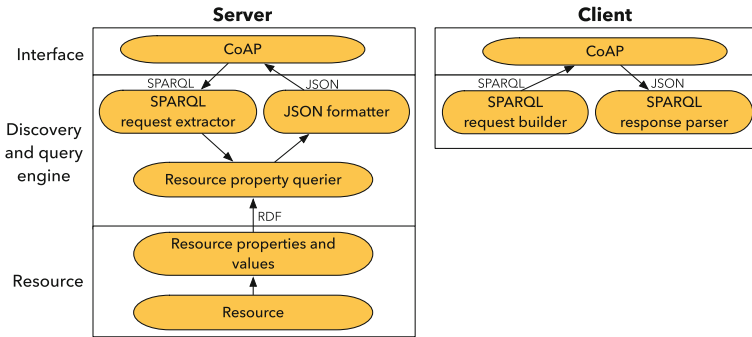 Server
Client
Interface
CoAP
CoAP
SPARQL
JSON
SPARQL
JSON
SPARQL
request extractor
JSON formatter
SPARQL
request builder
SPARQL
response parser
Discovery
and query
engine
Resource property querier
RDF
Resource properties and
values
Resource
Resource